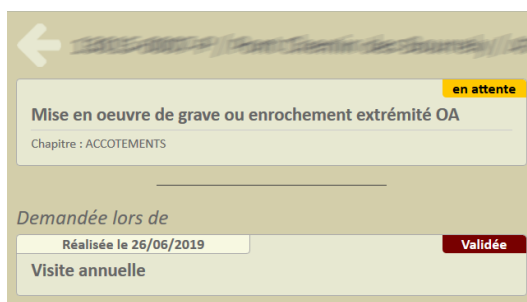 en attente
Mise en oeuvre de grave ou enrochement extrémité OA
Chapitre : ACCOTEMENTS
Demandée lors de
Réalisée le 26/06/2019 Validée
Visite annuelle